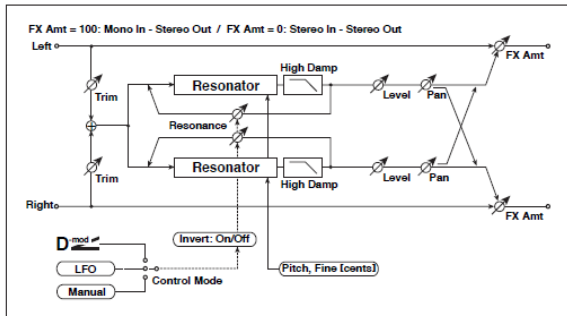 FX Amt = 100: Mono In - Stereo Out / FX Amt = 0: Stereo In - Stereo Out
Left
FX Amt
High Damp
Resonator
Trim
Level
Pan
Resonance
Resonator
High Damp
Level
Pan
Trim
Right
FX Amt
D-mod
Invert: On/Off
LFO
Pitch, Fine [cents]
Control Mode
Manual